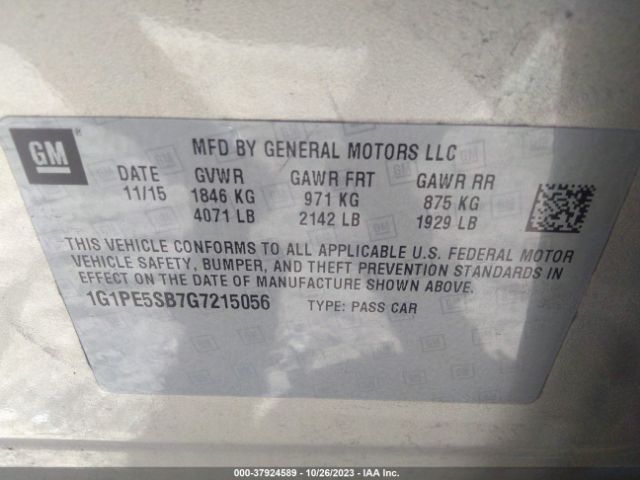 GM ®
MFD BY GENERAL MOTORS LLC
DATE GVWR GAWR FRT GAWR RR
11/15 1846 KG 971 KG 875 KG
4071 LB 2142 LB 1929 LB
THIS VEHICLE CONFORMS TO ALL APPLICABLE U.S. FEDERAL MOTOR
VEHICLE SAFETY, BUMPER, AND THEFT PREVENTION STANDARDS IN
EFFECT ON THE DATE OF MANUFACTURE SHOWN ABOVE.
1G1PE5SB7G7215056 TYPE: PASS CAR
000-37924589 - 10/26/2023 - IAA Inc.